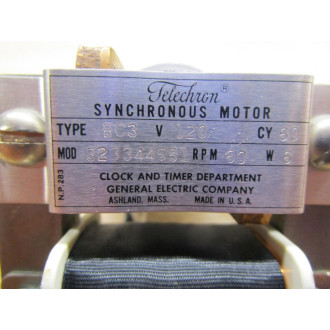 Telechron®
SYNCHRONOUS MOTOR
TYPE V CY 60
MOD RPM 60 W
CLOCK AND TIMER DEPARTMENT
GENERAL ELECTRIC COMPANY
ASHLAND, MASS. MADE IN U.S.A.
N.P. 283